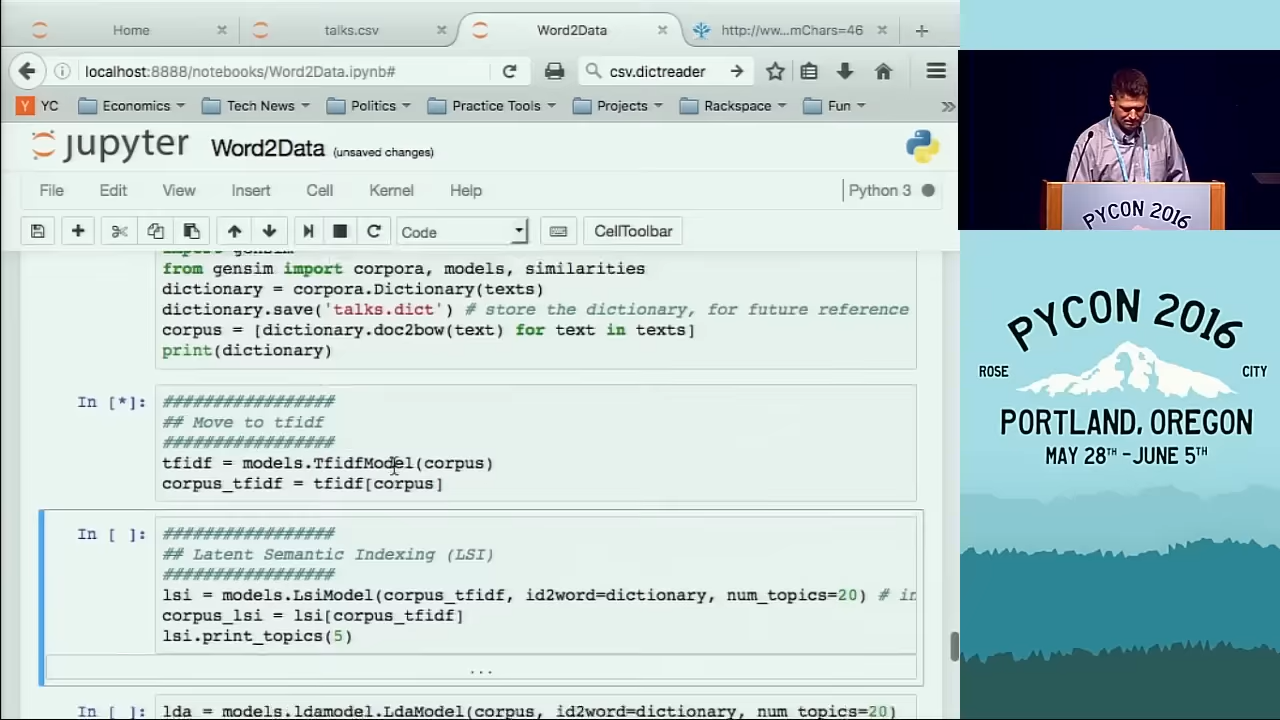 Home
talks.csv
Word2Data
http://ww...mChars=46
localhost:8888/notebooks/Word2Data.ipynb#
csv.dictreader
Y YC
Economics
Tech News
Politics
Practice Tools
Projects
Rackspace
Fun
»
jupyter Word2Data (unsaved changes)
File Edit View Insert Cell Kernel Help
Python 3
Code
CellToolbar
import gensim
from gensim import corpora, models, similarities
dictionary = corpora.Dictionary(texts)
dictionary.save('talks.dict') # store the dictionary, for future reference
corpus = [dictionary.doc2bow(text) for text in texts]
print(dictionary)
In [*]:
#################
## Move to tfidf
#################
tfidf = models.TfidfModel(corpus)
corpus_tfidf = tfidf[corpus]
In [ ]:
#################
## Latent Semantic Indexing (LSI)
#################
lsi = models.LsiModel(corpus_tfidf, id2word=dictionary, num_topics=20) # in
corpus_lsi = lsi[corpus_tfidf]
lsi.print_topics(5)
...
In [ ]: lda = models.ldamodel.LdaModel(corpus, id2word=dictionary, num_topics=20)
PYCON 2016
PYCON 2016
ROSE CITY
PORTLAND, OREGON
MAY 28TH -JUNE 5TH